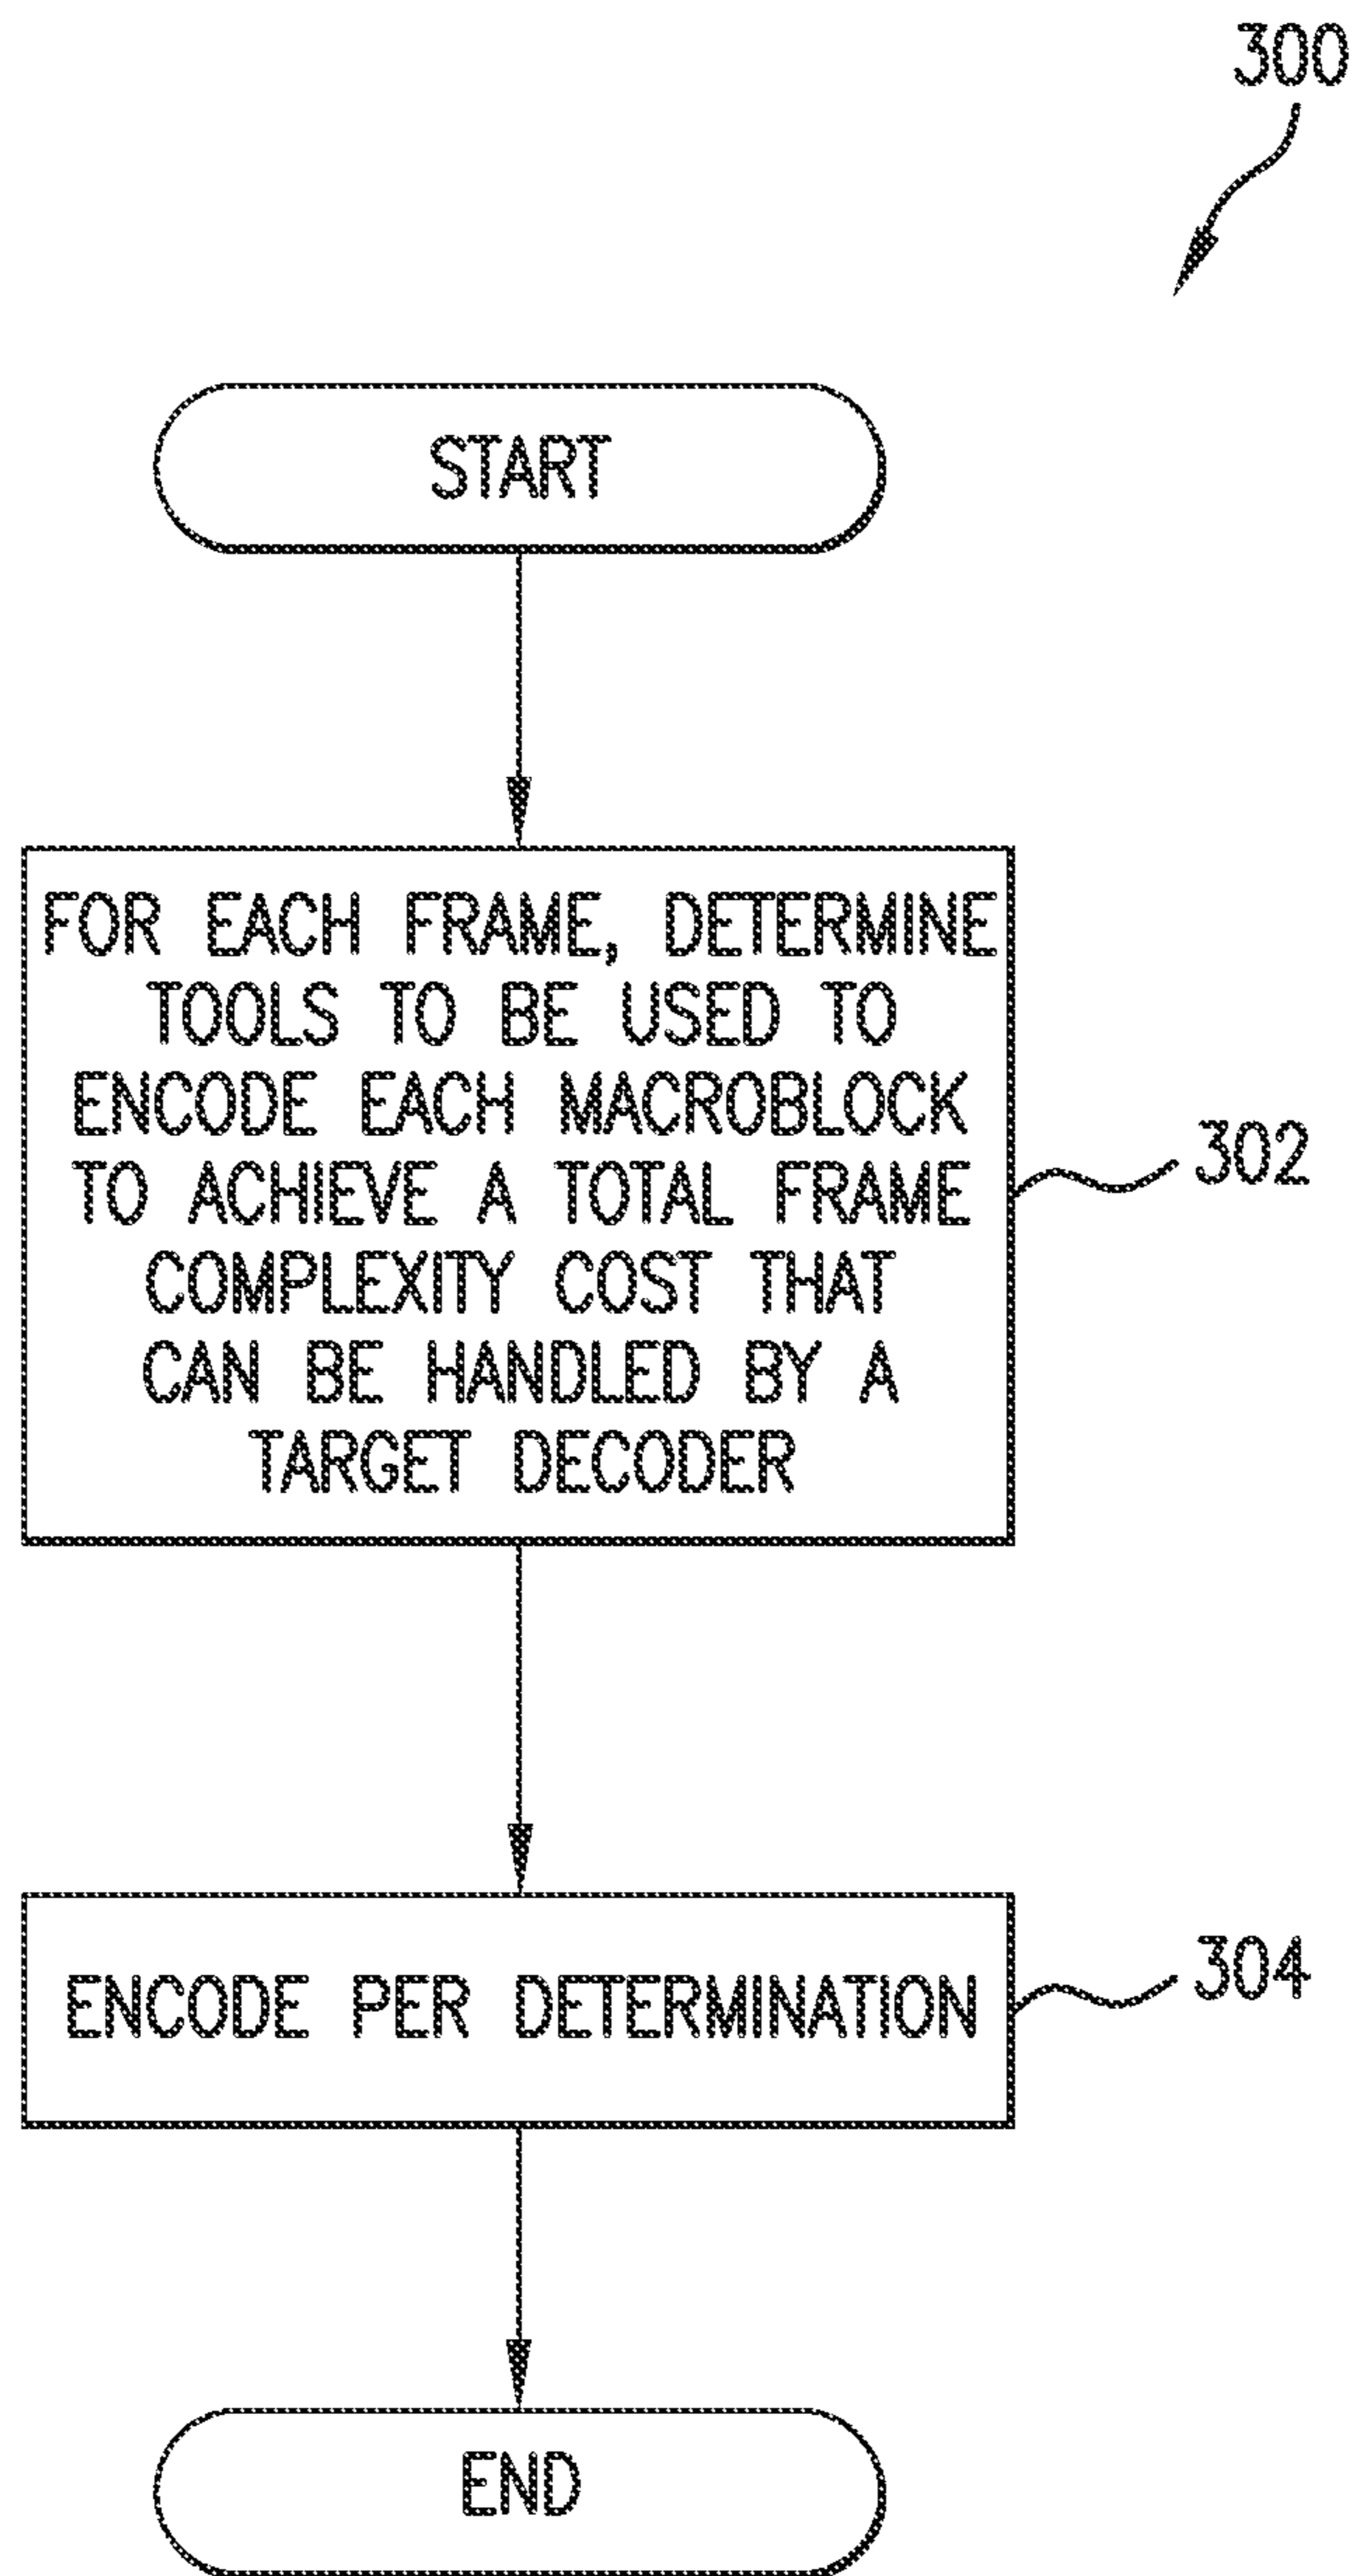 300
START
FOR EACH FRAME, DETERMINE
TOOLS TO BE USED TO
ENCODE EACH MACROBLOCK
TO ACHIEVE A TOTAL FRAME
COMPLEXITY COST THAT
CAN BE HANDLED BY A
TARGET DECODER
302
ENCODE PER DETERMINATION
304
END